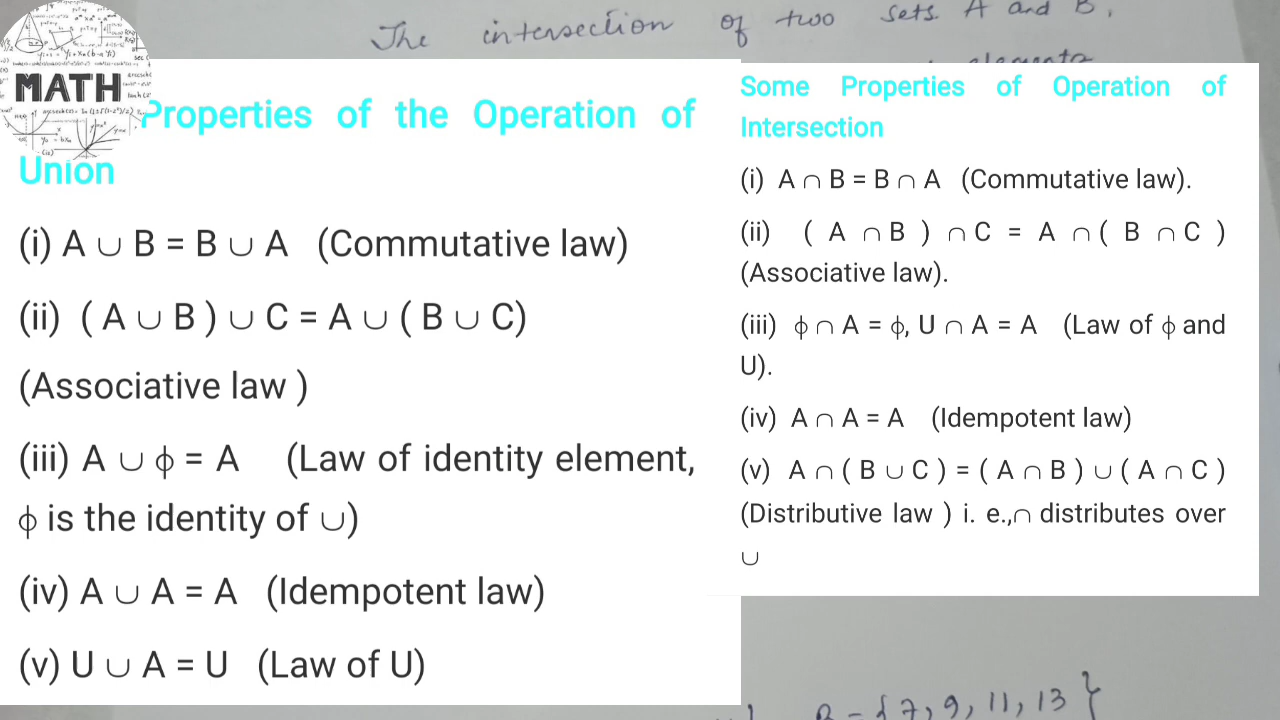 The intersection of two sets A and B,
elements
MATH
Properties of the Operation of
Union
(i) A ∪ B = B ∪ A (Commutative law)
(ii) ( A ∪ B ) ∪ C = A ∪ ( B ∪ C)
(Associative law )
(iii) A ∪ ϕ = A (Law of identity element,
ϕ is the identity of ∪)
(iv) A ∪ A = A (Idempotent law)
(v) U ∪ A = U (Law of U)
Some Properties of Operation of
Intersection
(i) A ∩ B = B ∩ A (Commutative law).
(ii) ( A ∩ B ) ∩ C = A ∩ ( B ∩ C )
(Associative law).
(iii) ϕ ∩ A = ϕ, U ∩ A = A (Law of ϕ and
U).
(iv) A ∩ A = A (Idempotent law)
(v) A ∩ ( B ∪ C ) = ( A ∩ B ) ∪ ( A ∩ C )
(Distributive law ) i. e.,∩ distributes over
∪
B = {7, 9, 11, 13 }